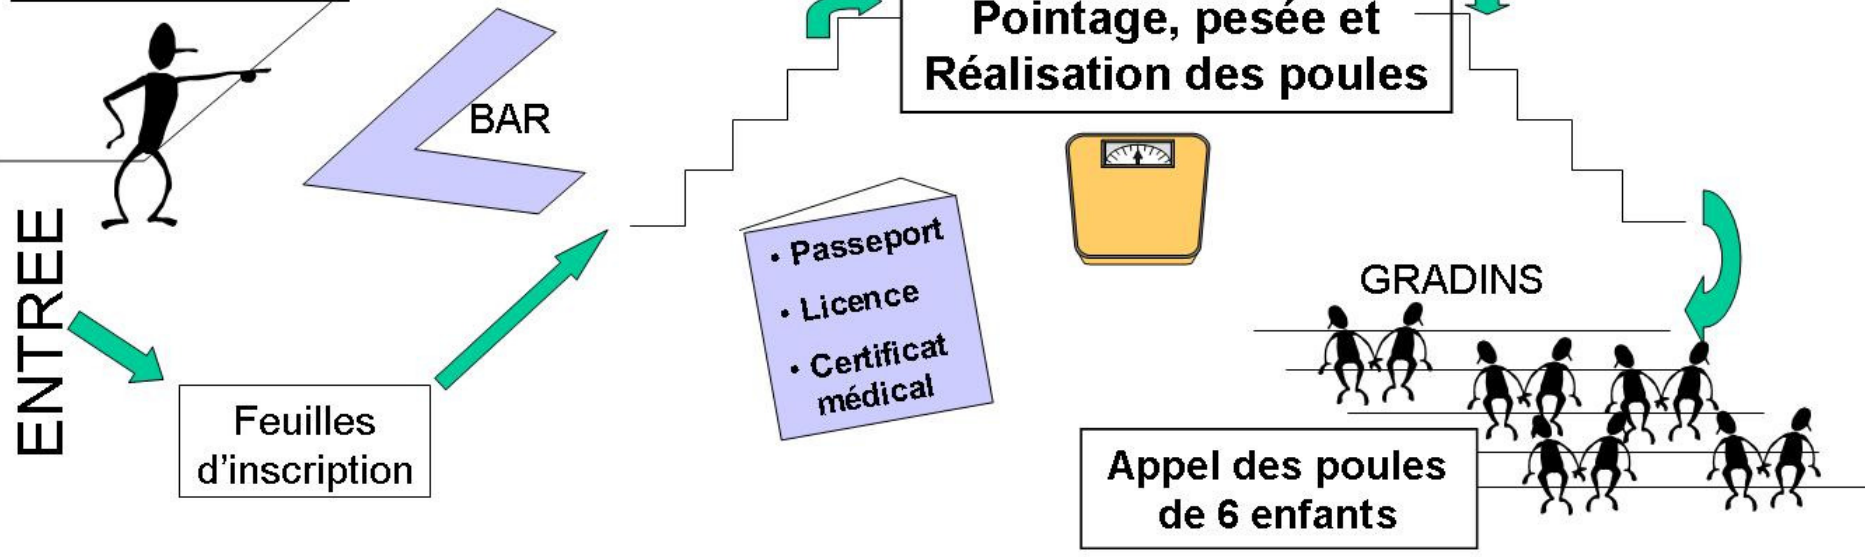 Pointage, pesée et
Réalisation des poules
BAR
ENTREE
• Passeport
• Licence
• Certificat
médical
GRADINS
Feuilles
d'inscription
Appel des poules
de 6 enfants